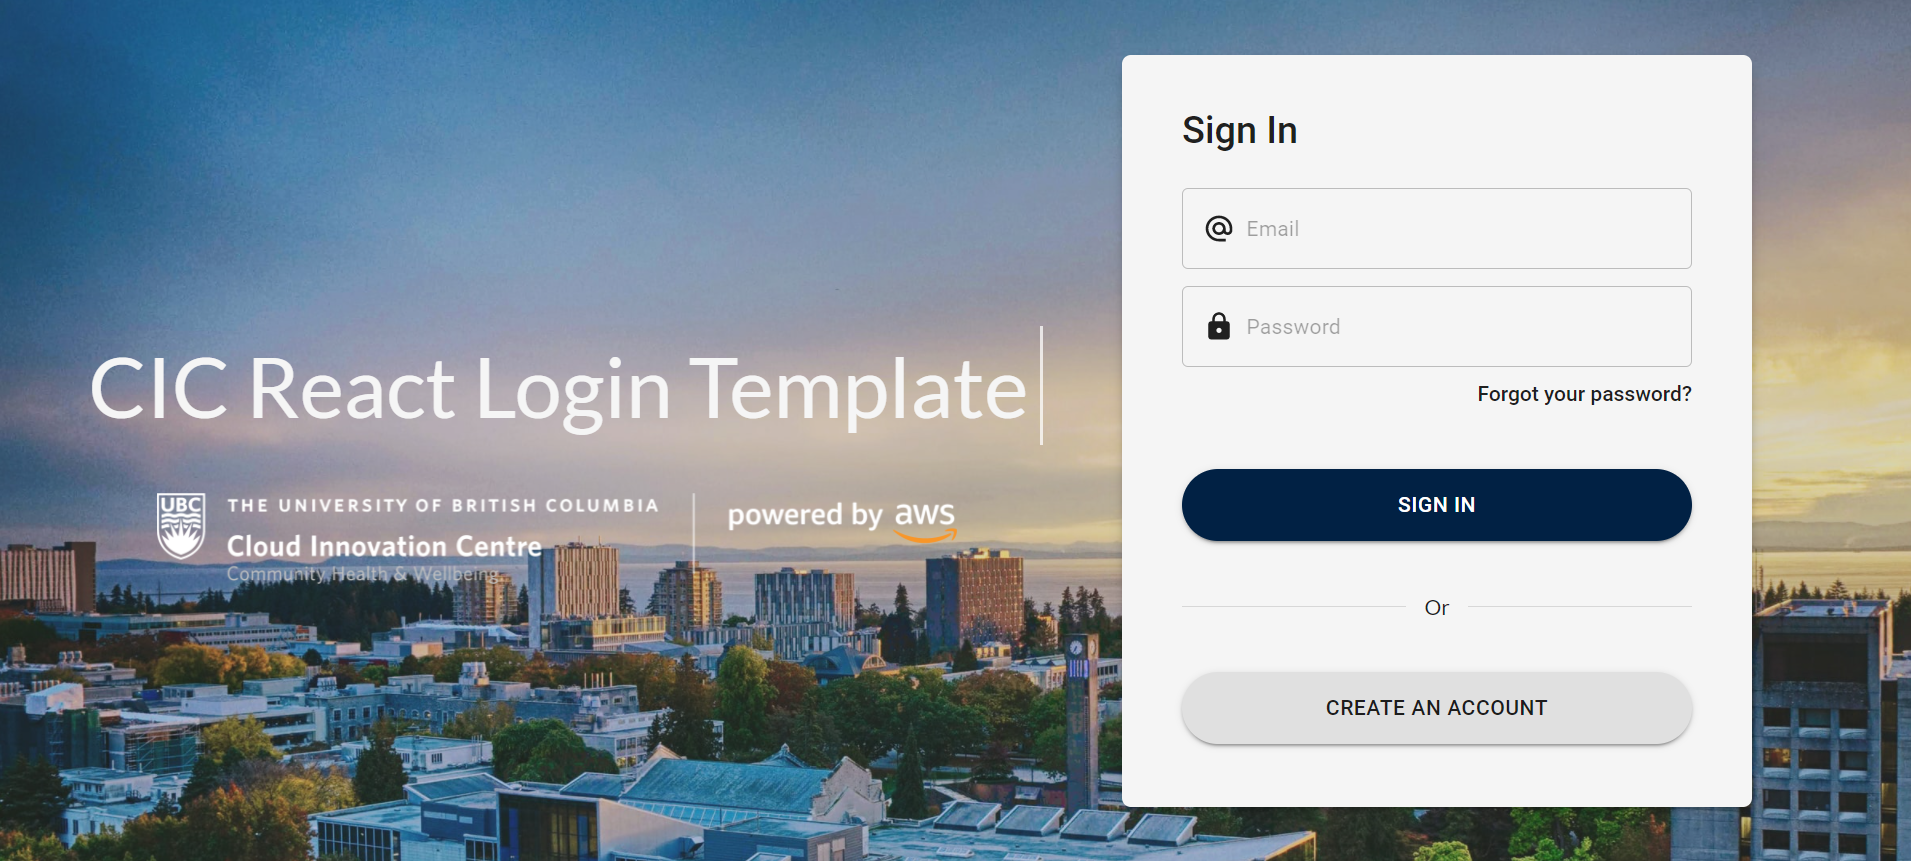 CIC React Login Template
UBC
THE UNIVERSITY OF BRITISH COLUMBIA
Cloud Innovation Centre
Community Health & Wellbeing
powered by aws
Sign In
Email
Password
Forgot your password?
SIGN IN
Or
CREATE AN ACCOUNT